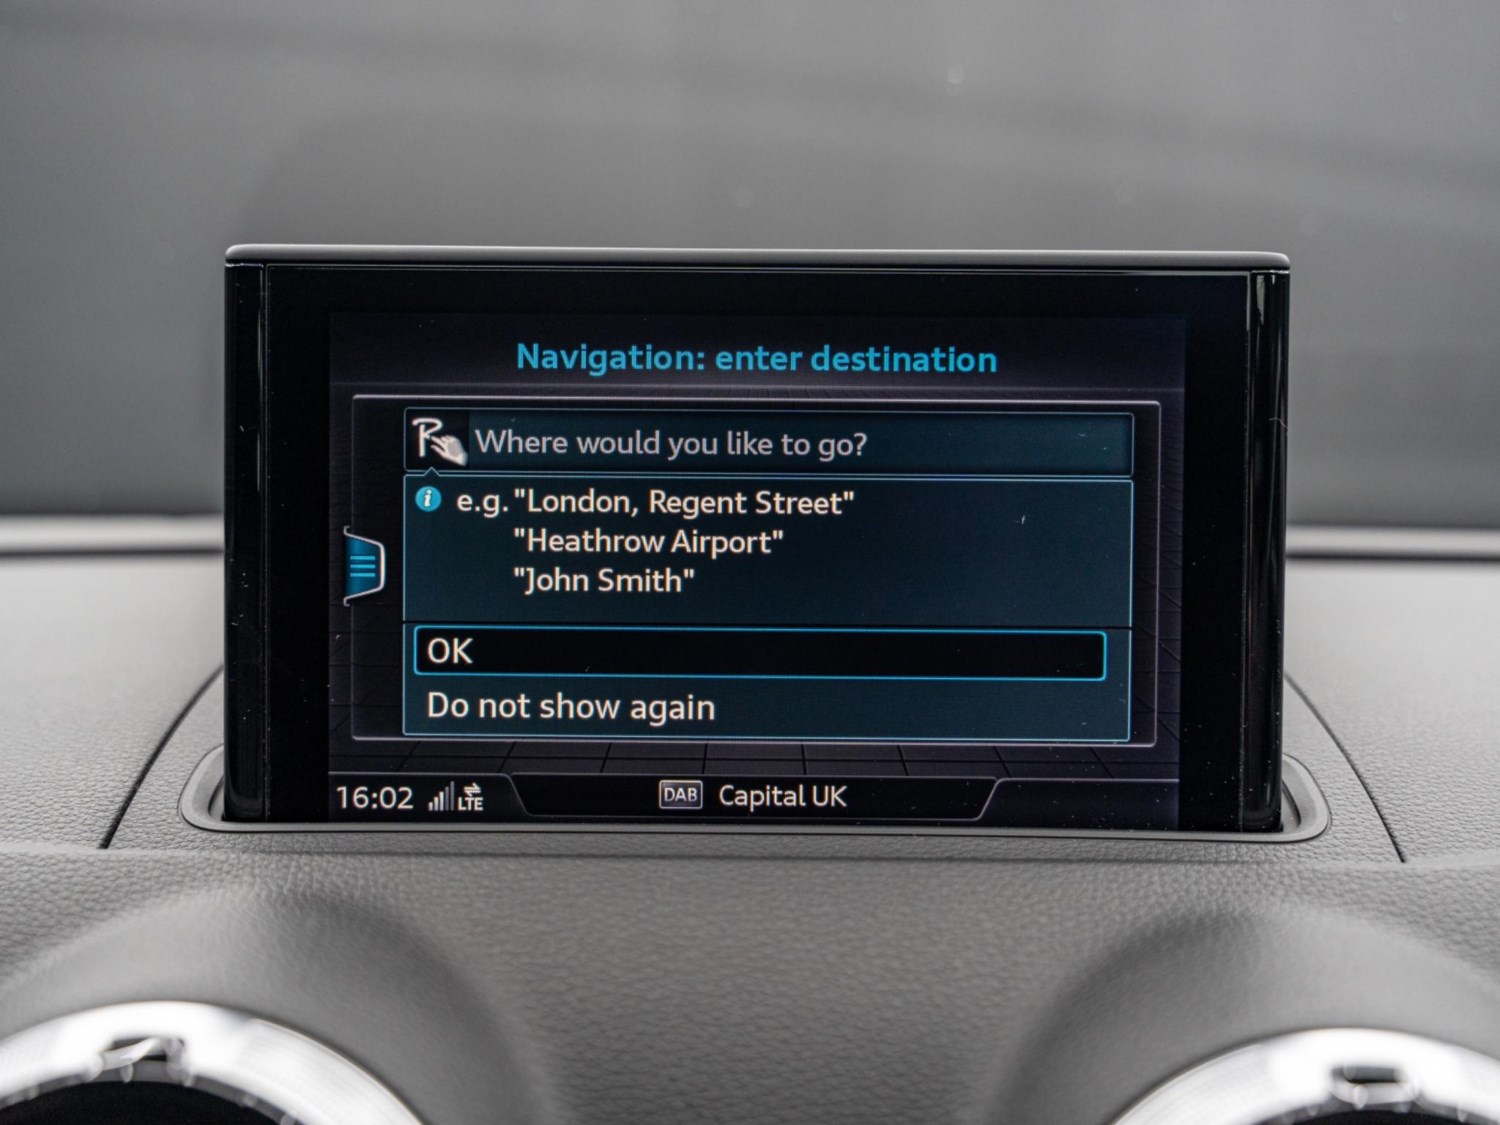 Navigation: enter destination
Where would you like to go?
e.g. "London, Regent Street"
"Heathrow Airport"
"John Smith"
OK
Do not show again
16:02 LTE DAB Capital UK